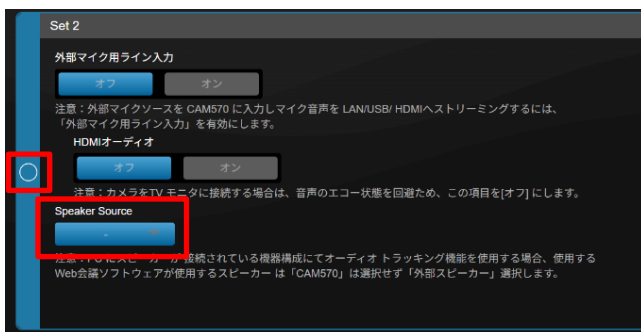 Set 2
外部マイク用ライン入力
オフ オン
注意：外部マイクソースを CAM570 に入力しマイク音声を LAN/USB/ HDMIへストリーミングするには、
「外部マイク用ライン入力」を有効にします。
HDMIオーディオ
オフ オン
注意：カメラをTV モニタに接続する場合は、音声のエコー状態を回避ため、この項目を[オフ] にします。
Speaker Source
-
注意：PC にスピーカーが接続されている機器構成にてオーディオ トラッキング機能を使用する場合、使用する
Web会議ソフトウェアが使用するスピーカー は「CAM570」は選択せず「外部スピーカー」選択します。